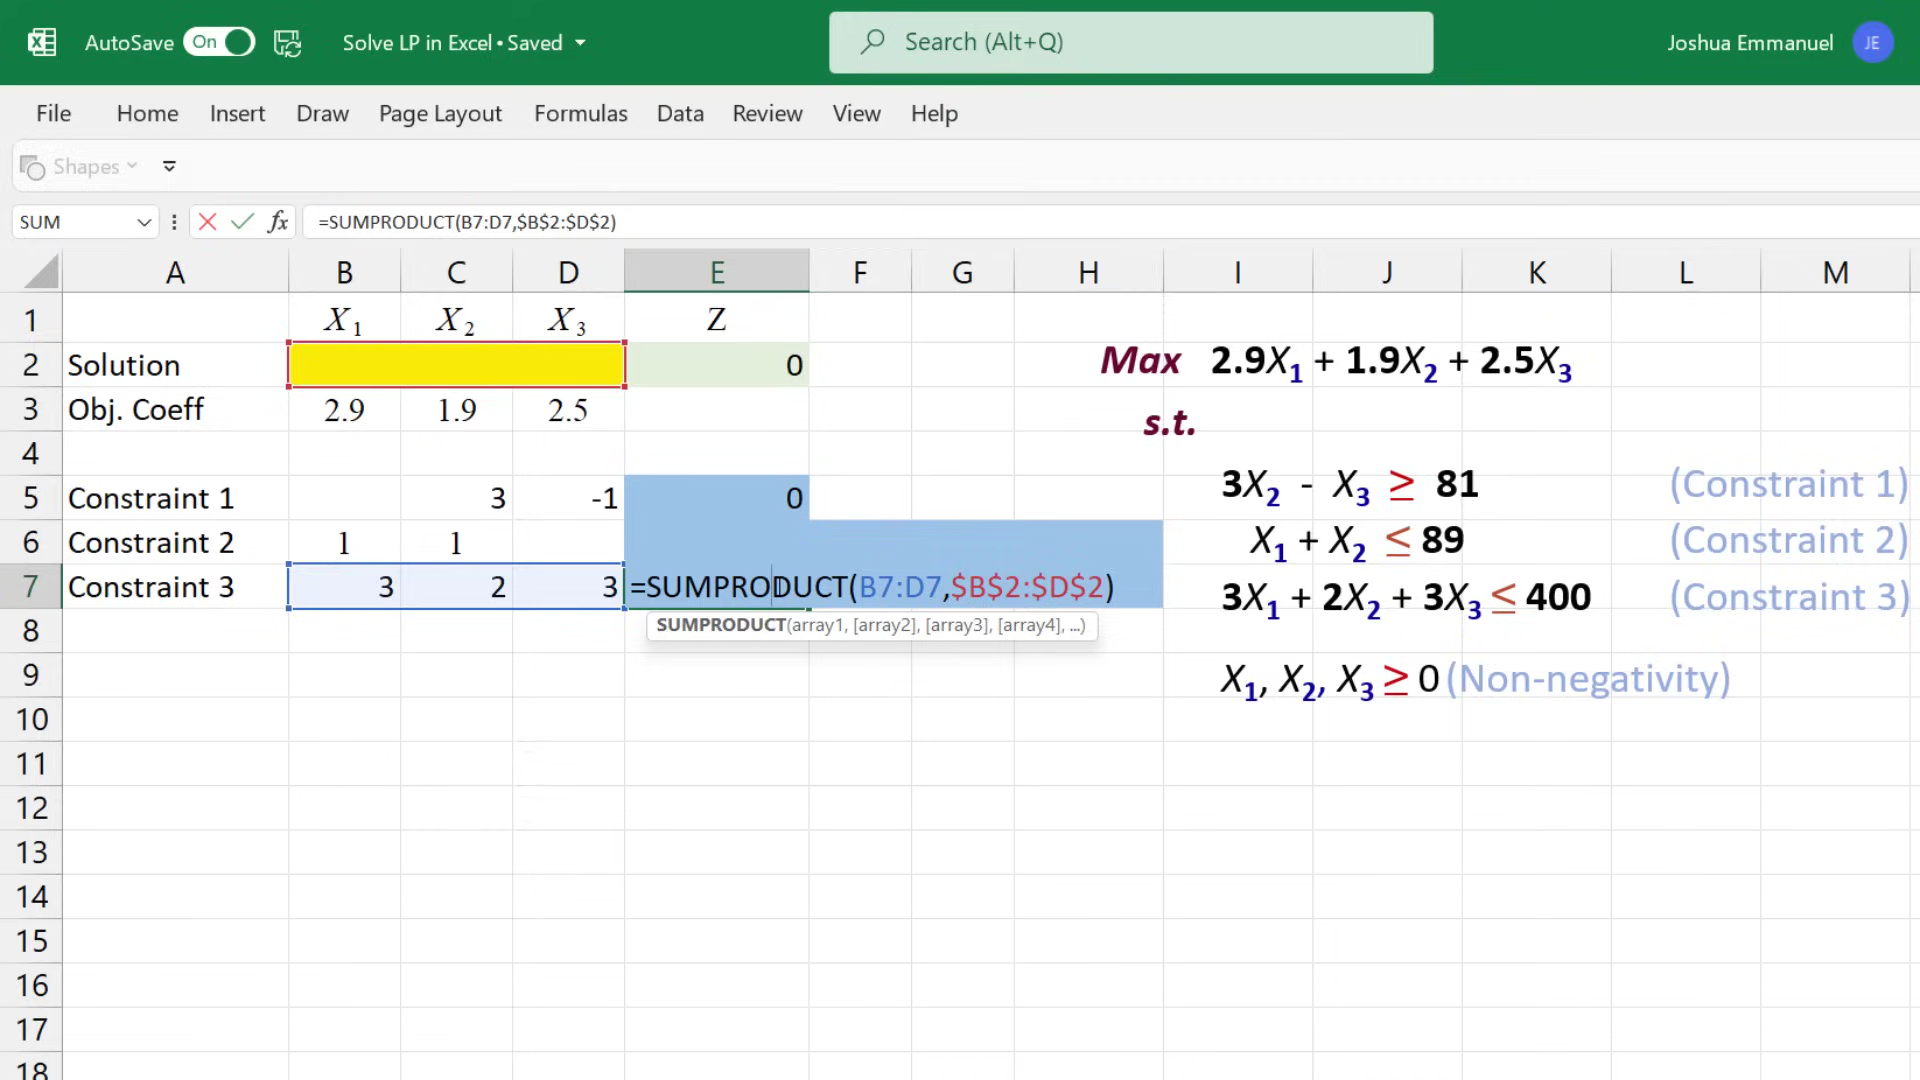 AutoSave On Solve LP in Excel • Saved Search (Alt+Q) Joshua Emmanuel JE
File Home Insert Draw Page Layout Formulas Data Review View Help
Shapes
SUM fx =SUMPRODUCT(B7:D7,$B$2:$D$2)
A B C D E F G H I J K L M
1 X1 X2 X3 Z
2 Solution 0
Max 2.9X1 + 1.9X2 + 2.5X3
3 Obj. Coeff 2.9 1.9 2.5
s.t.
4
5 Constraint 1 3 -1 0
3X2 - X3 ≥ 81 (Constraint 1)
6 Constraint 2 1 1
X1 + X2 ≤ 89 (Constraint 2)
7 Constraint 3 3 2 3 =SUMPRODUCT(B7:D7,$B$2:$D$2)
3X1 + 2X2 + 3X3 ≤ 400 (Constraint 3)
SUMPRODUCT(array1, [array2], [array3], [array4], ...)
8
9
X1, X2, X3 ≥ 0 (Non-negativity)
10
11
12
13
14
15
16
17
18